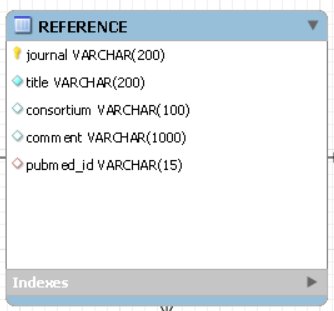 REFERENCE
journal VARCHAR(200)
title VARCHAR(200)
consortium VARCHAR(100)
comment VARCHAR(1000)
pubmed_id VARCHAR(15)
Indexes